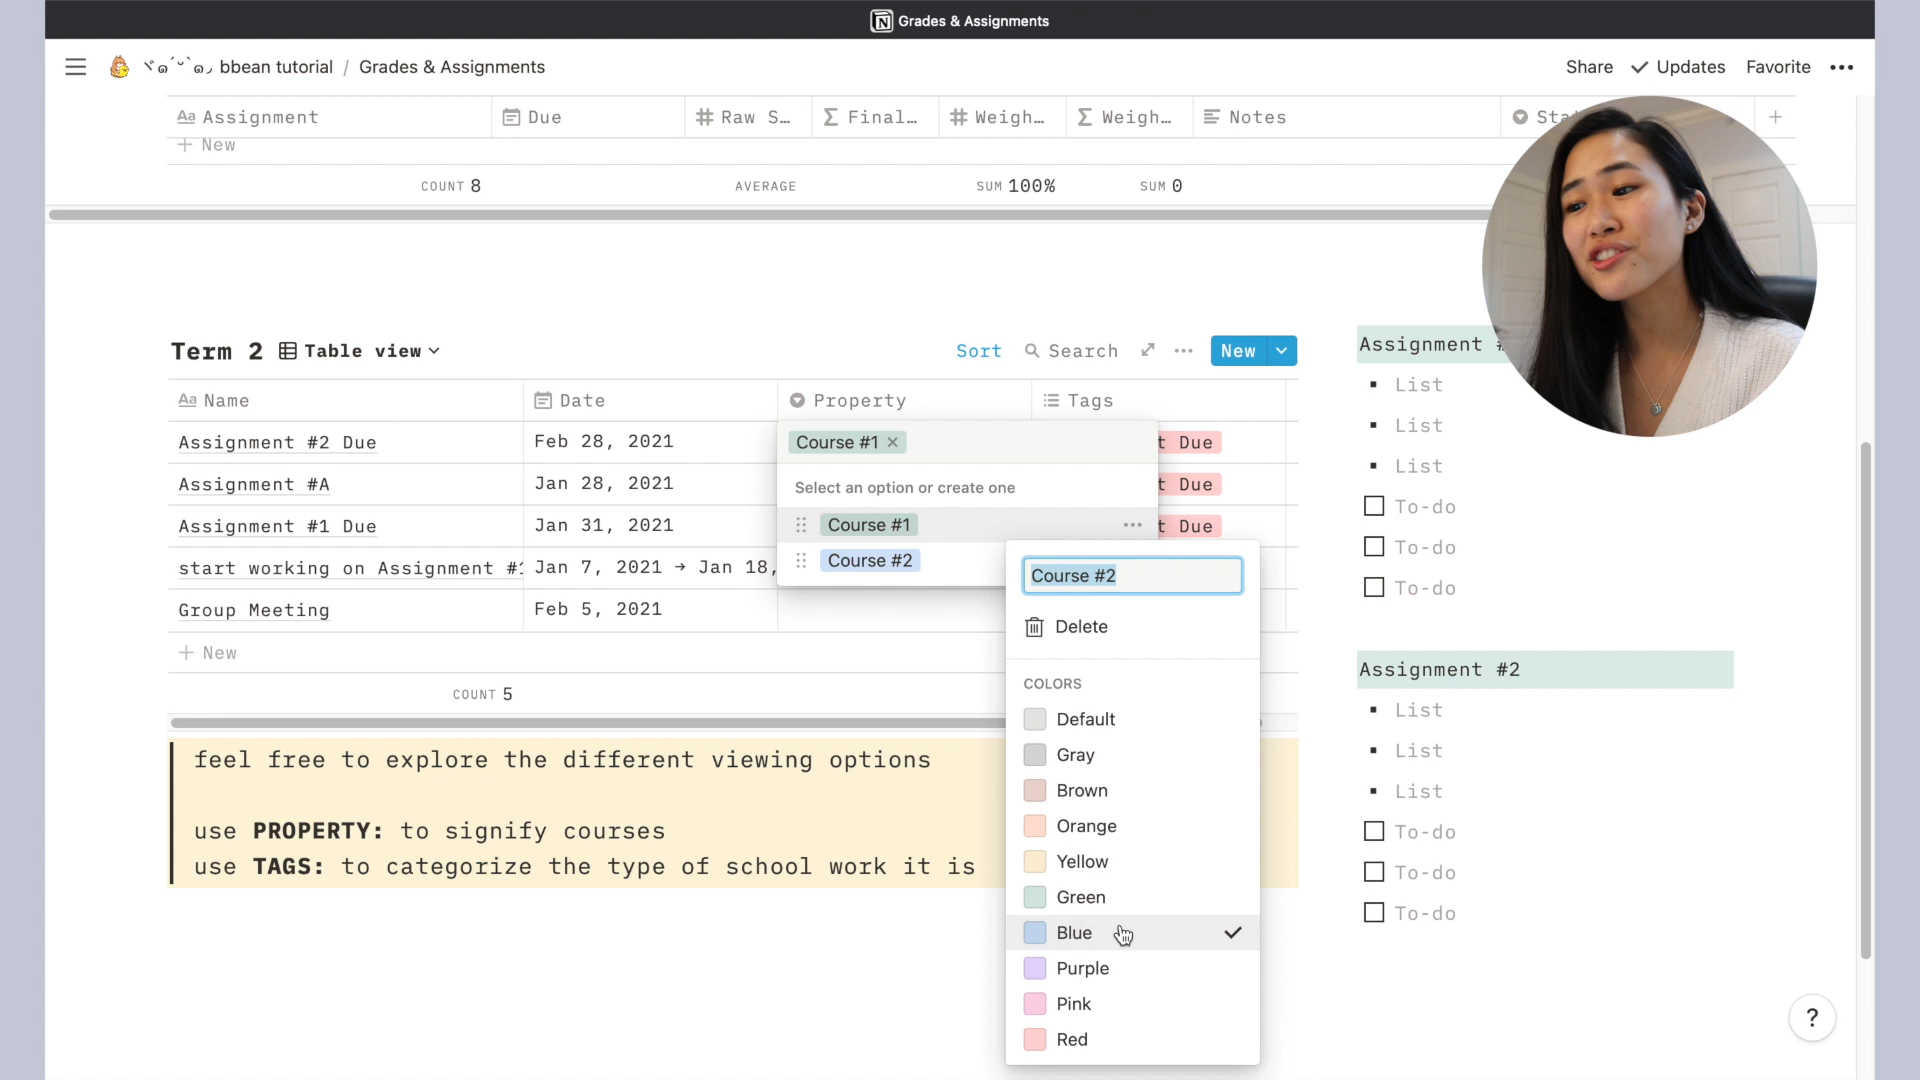 Grades & Assignments
bbean tutorial / Grades & Assignments
Share Updates Favorite
Aa Assignment Due # Raw S... Σ Final... # Weigh... Σ Weigh... Notes +
+ New
COUNT 8 AVERAGE SUM 100% SUM 0
Term 2 Table view Sort Search New
Aa Name Date Property Tags
Assignment #2 Due Feb 28, 2021 Course #1 × t Due
Assignment #A Jan 28, 2021 Select an option or create one t Due
Assignment #1 Due Jan 31, 2021 Course #1 t Due
start working on Assignment #1 Jan 7, 2021 → Jan 18, Course #2
Group Meeting Feb 5, 2021
+ New
COUNT 5
Course #2
Delete
COLORS
Default
Gray
Brown
Orange
Yellow
Green
Blue
Purple
Pink
Red
feel free to explore the different viewing options
use PROPERTY: to signify courses
use TAGS: to categorize the type of school work it is
Assignment
List
List
List
To-do
To-do
To-do
Assignment #2
List
List
List
To-do
To-do
To-do
?